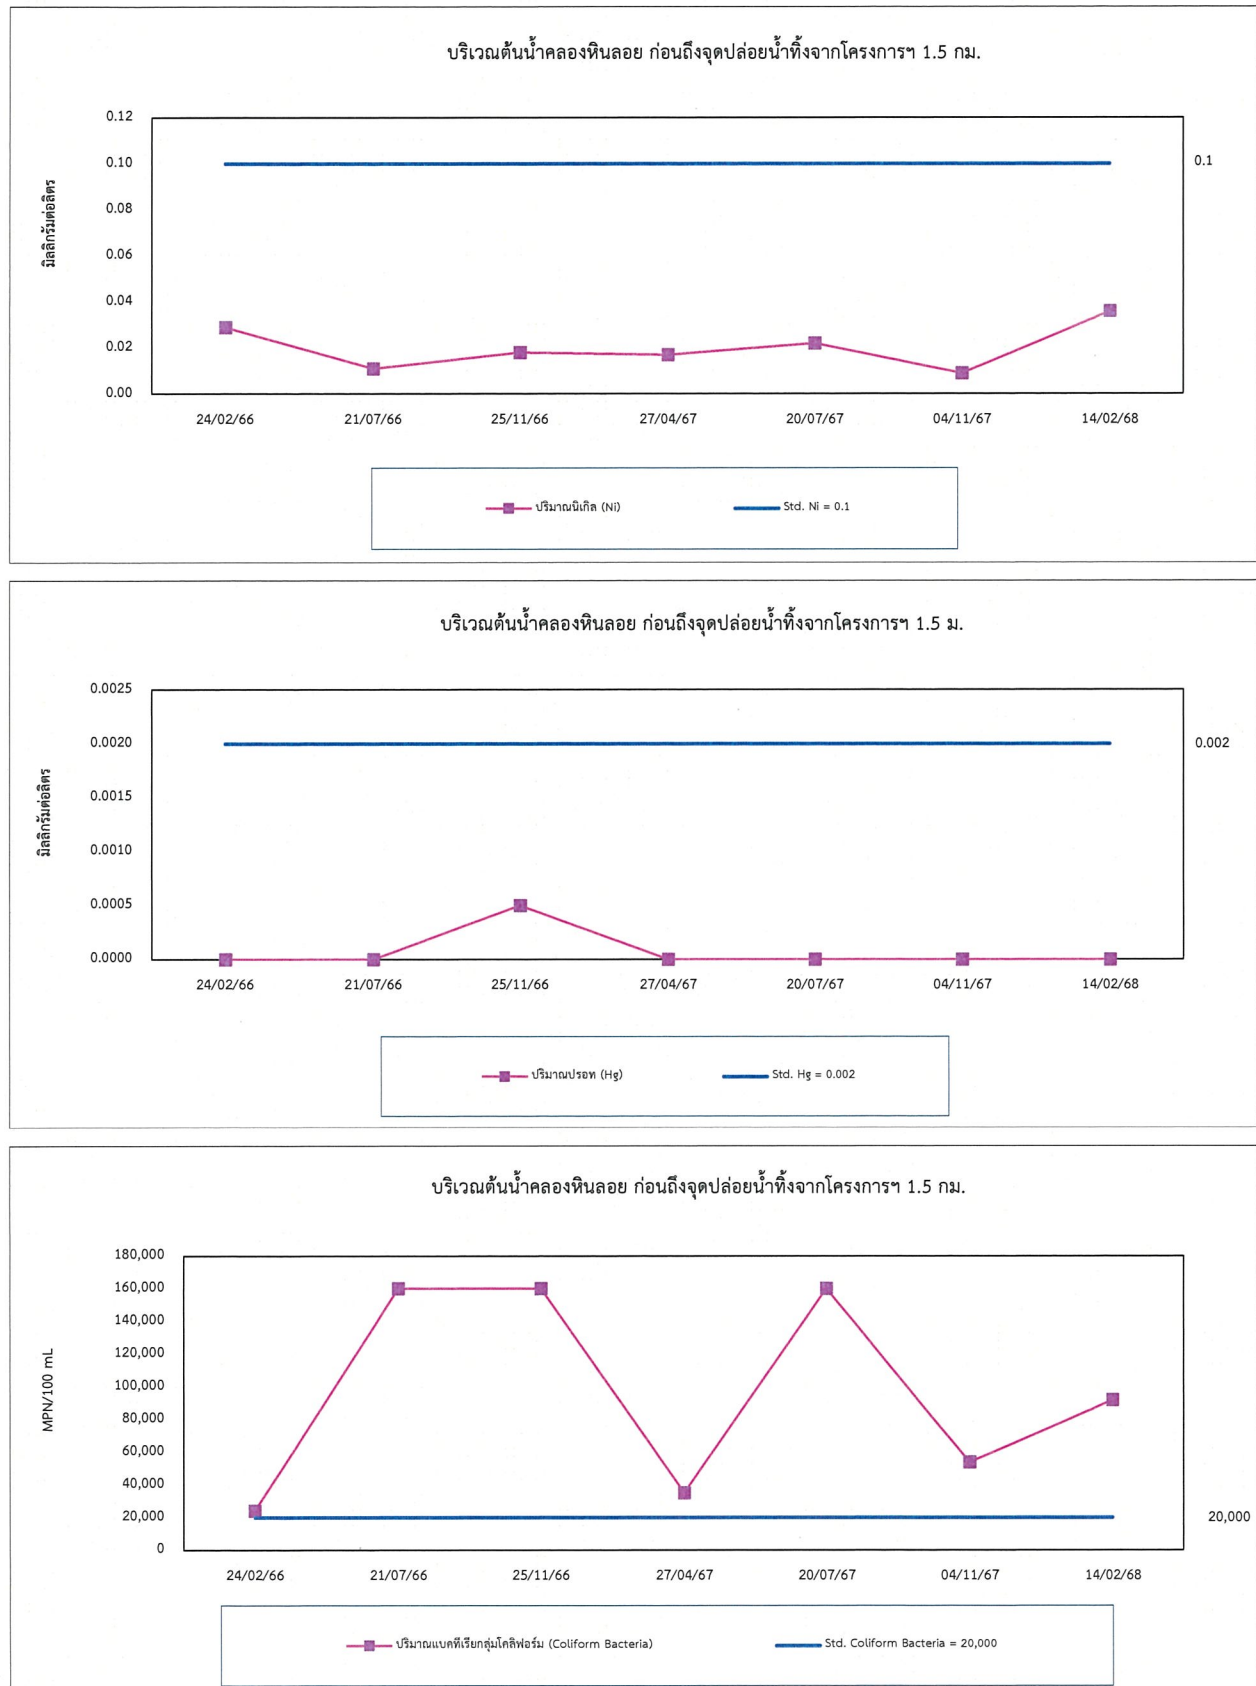 บริเวณต้นน้ำคลองหินลอย ก่อนถึงจุดปล่อยน้ำทิ้งจากโครงการฯ 1.5 กม.
0.12
0.10
0.08
0.06
0.04
0.02
0.00
มิลลิกรัมต่อลิตร
0.1
24/02/66 21/07/66 25/11/66 27/04/67 20/07/67 04/11/67 14/02/68
ปริมาณนิเกิล (Ni) Std. Ni = 0.1
บริเวณต้นน้ำคลองหินลอย ก่อนถึงจุดปล่อยน้ำทิ้งจากโครงการฯ 1.5 ม.
0.0025
0.0020
0.0015
0.0010
0.0005
0.0000
มิลลิกรัมต่อลิตร
0.002
24/02/66 21/07/66 25/11/66 27/04/67 20/07/67 04/11/67 14/02/68
ปริมาณปรอท (Hg) Std. Hg = 0.002
บริเวณต้นน้ำคลองหินลอย ก่อนถึงจุดปล่อยน้ำทิ้งจากโครงการฯ 1.5 กม.
180,000
160,000
140,000
120,000
100,000
80,000
60,000
40,000
20,000
0
MPN/100 mL
20,000
24/02/66 21/07/66 25/11/66 27/04/67 20/07/67 04/11/67 14/02/68
ปริมาณแบคทีเรียกลุ่มโคลิฟอร์ม (Coliform Bacteria) Std. Coliform Bacteria = 20,000